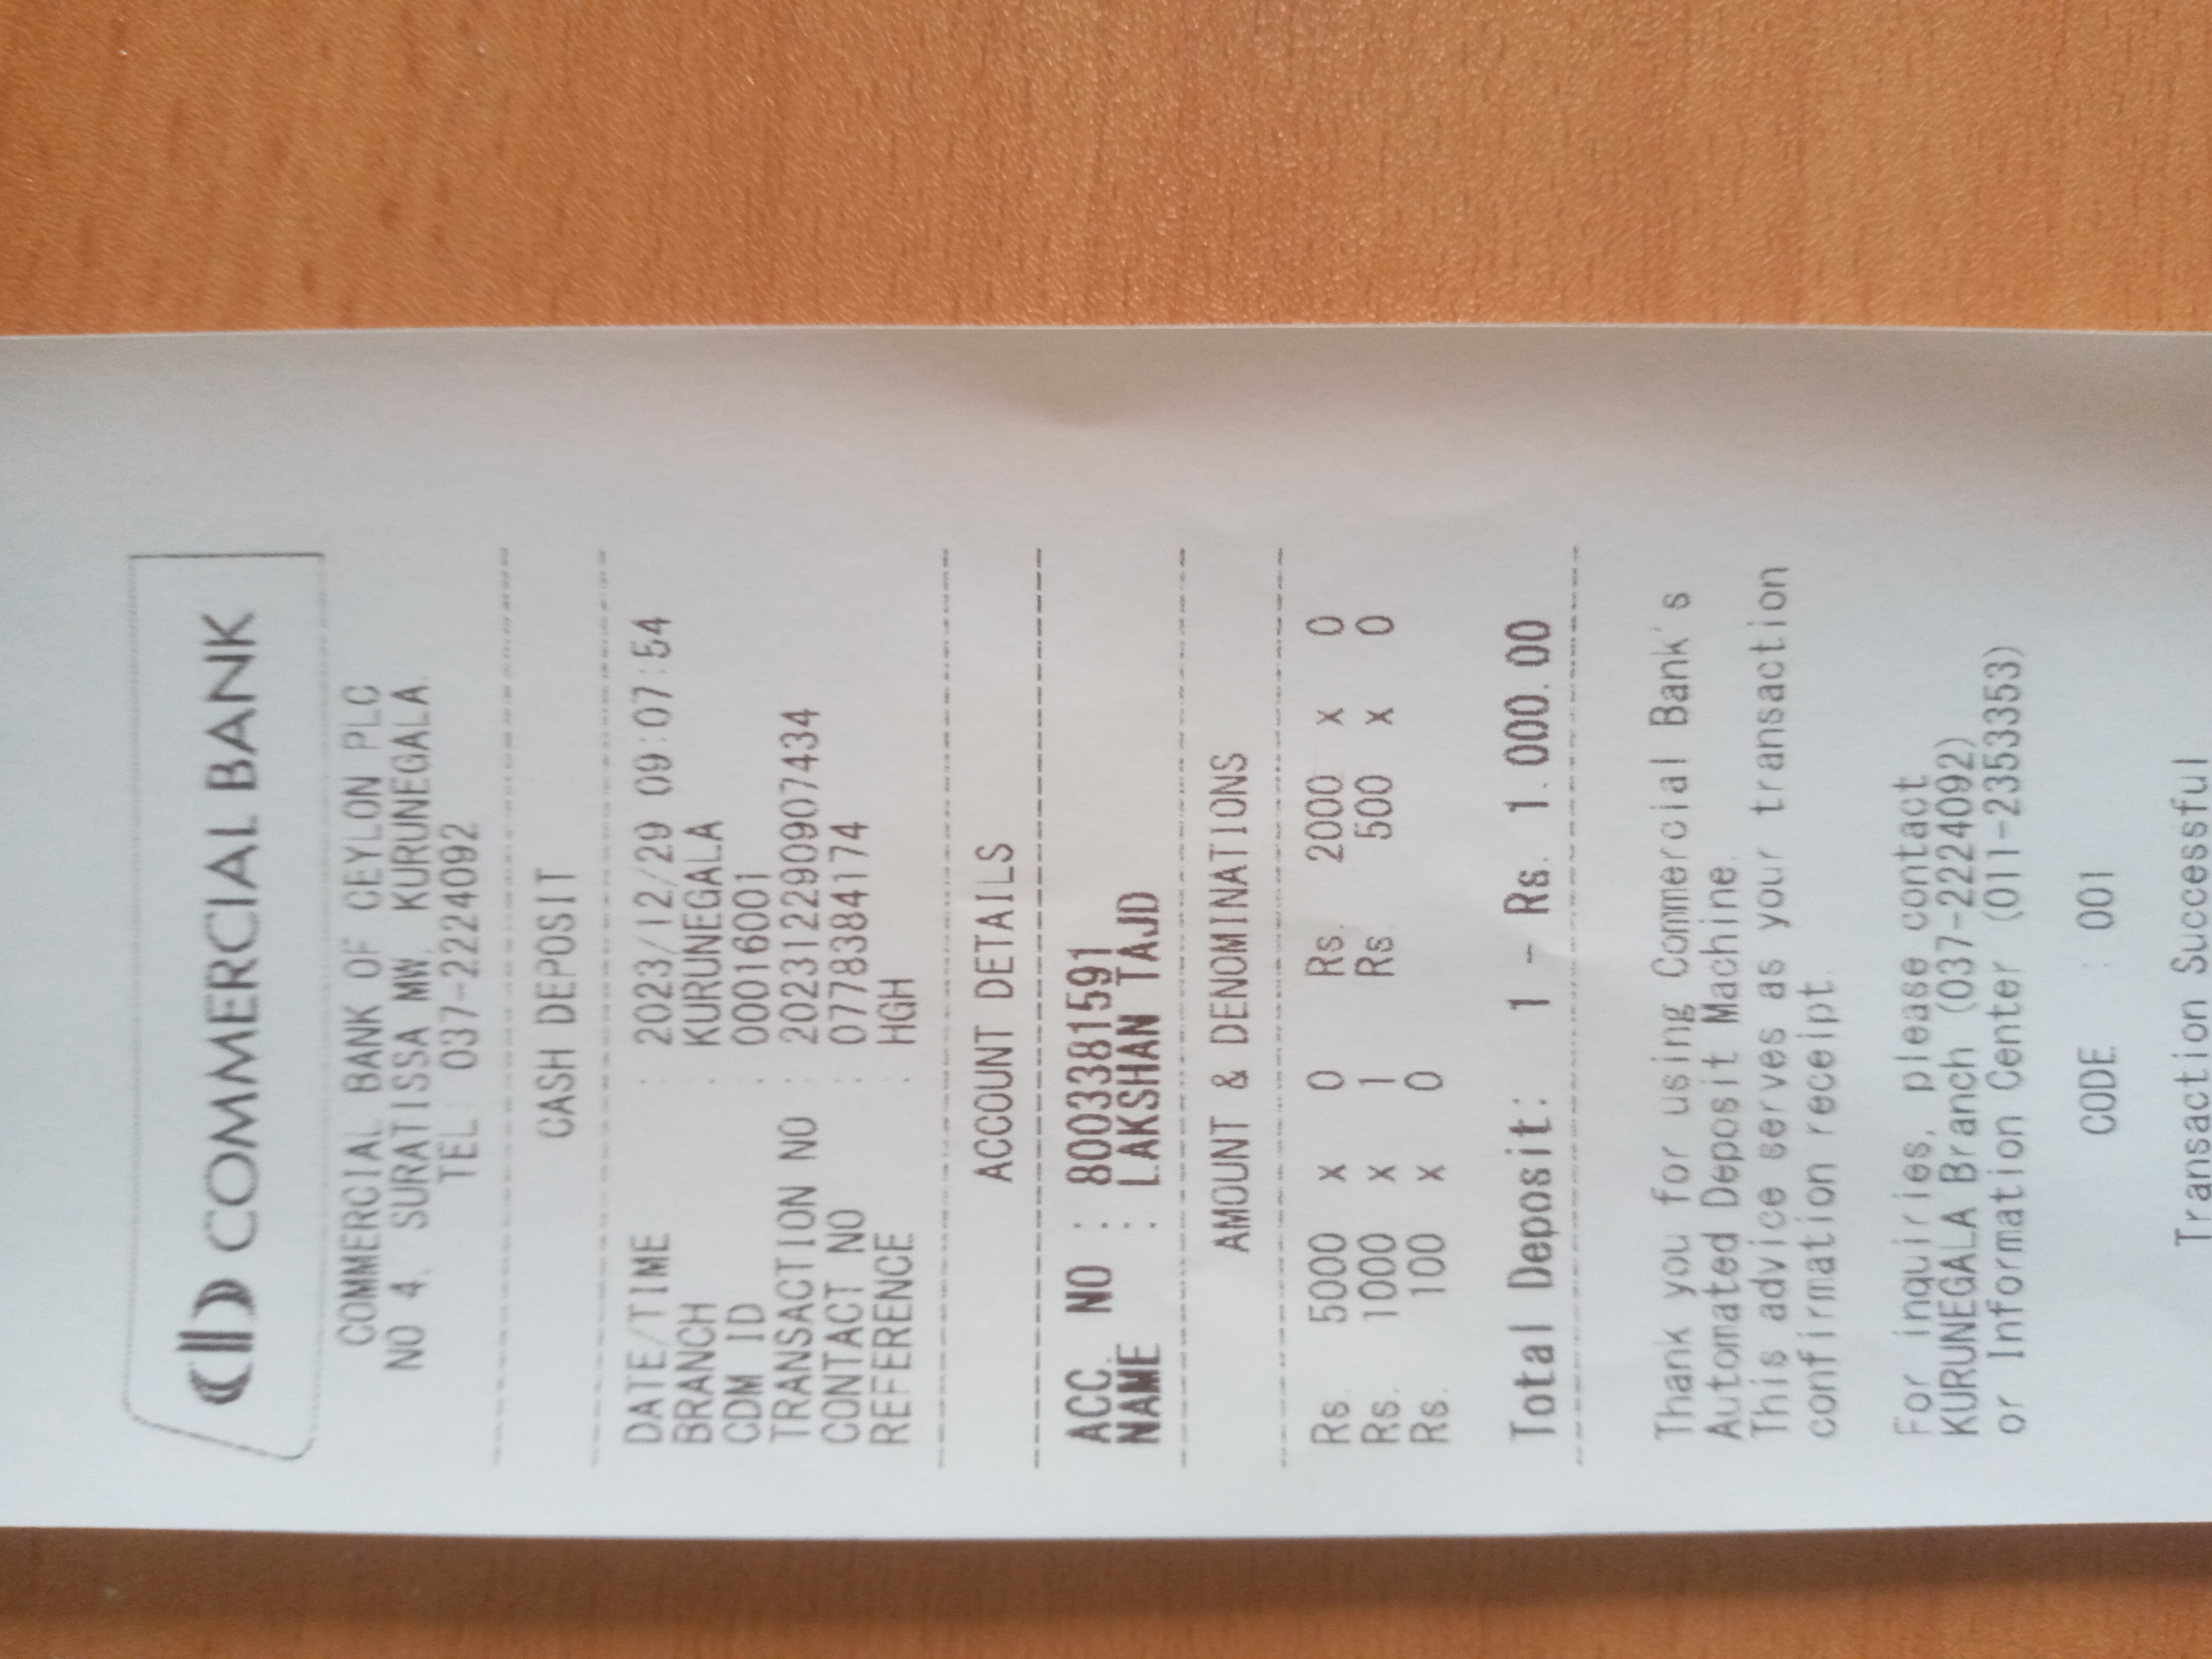 COMMERCIAL BANK
COMMERCIAL BANK OF CEYLON PLC
NO 4, SURATISSA MW, KURUNEGALA.
TEL: 037-2224092
CASH DEPOSIT
DATE/TIME : 2023/12/29 09:07:54
BRANCH : KURUNEGALA
CDM ID : 00016001
TRANSACTION NO : 20231229090907434
CONTACT NO : 0778384174
REFERENCE : HGH
ACCOUNT DETAILS
ACC. NO : 8003381591
NAME : LAKSHAN TAJD
AMOUNT & DENOMINATIONS
Rs. 5000 x 0 Rs. 2000 x 0
Rs. 1000 x 1 Rs. 500 x 0
Rs. 100 x 0
Total Deposit: 1 - Rs. 1,000.00
Thank you for using Commercial Bank's
Automated Deposit Machine.
This advice serves as your transaction
confirmation receipt.
For inquiries, please contact
KURUNEGALA Branch (037-2224092)
or Information Center (011-2353353)
CODE : 001
Transaction Successful